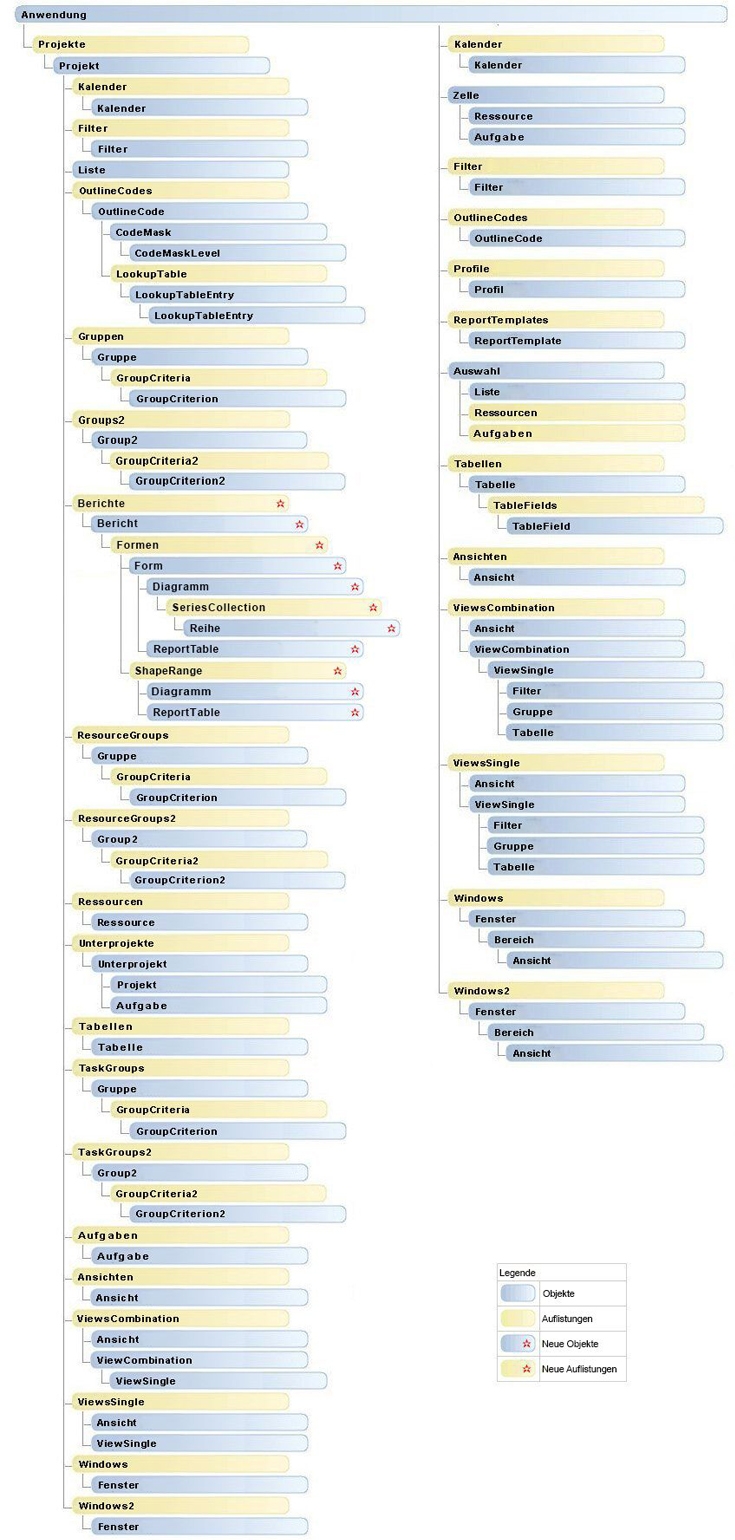 Anwendung
Projekte
Projekt
Kalender
Kalender
Filter
Filter
Liste
OutlineCodes
OutlineCode
CodeMask
CodeMaskLevel
LookupTable
LookupTableEntry
LookupTableEntry
Gruppen
Gruppe
GroupCriteria
GroupCriterion
Groups2
Group2
GroupCriteria2
GroupCriterion2
Berichte
Bericht
Formen
Form
Diagramm
SeriesCollection
Reihe
ReportTable
ShapeRange
Diagramm
ReportTable
ResourceGroups
Gruppe
GroupCriteria
GroupCriterion
ResourceGroups2
Group2
GroupCriteria2
GroupCriterion2
Ressourcen
Ressource
Unterprojekte
Unterprojekt
Projekt
Aufgabe
Tabellen
Tabelle
TaskGroups
Gruppe
GroupCriteria
GroupCriterion
TaskGroups2
Group2
GroupCriteria2
GroupCriterion2
Aufgaben
Aufgabe
Ansichten
Ansicht
ViewsCombination
Ansicht
ViewCombination
ViewSingle
ViewsSingle
Ansicht
ViewSingle
Windows
Fenster
Windows2
Fenster
Kalender
Kalender
Zelle
Ressource
Aufgabe
Filter
Filter
OutlineCodes
OutlineCode
Profile
Profil
ReportTemplates
ReportTemplate
Auswahl
Liste
Ressourcen
Aufgaben
Tabellen
Tabelle
TableFields
TableField
Ansichten
Ansicht
ViewsCombination
Ansicht
ViewCombination
ViewSingle
Filter
Gruppe
Tabelle
ViewsSingle
Ansicht
ViewSingle
Filter
Gruppe
Tabelle
Windows
Fenster
Bereich
Ansicht
Windows2
Fenster
Bereich
Ansicht
Legende
Objekte
Auflistungen
Neue Objekte
Neue Auflistungen